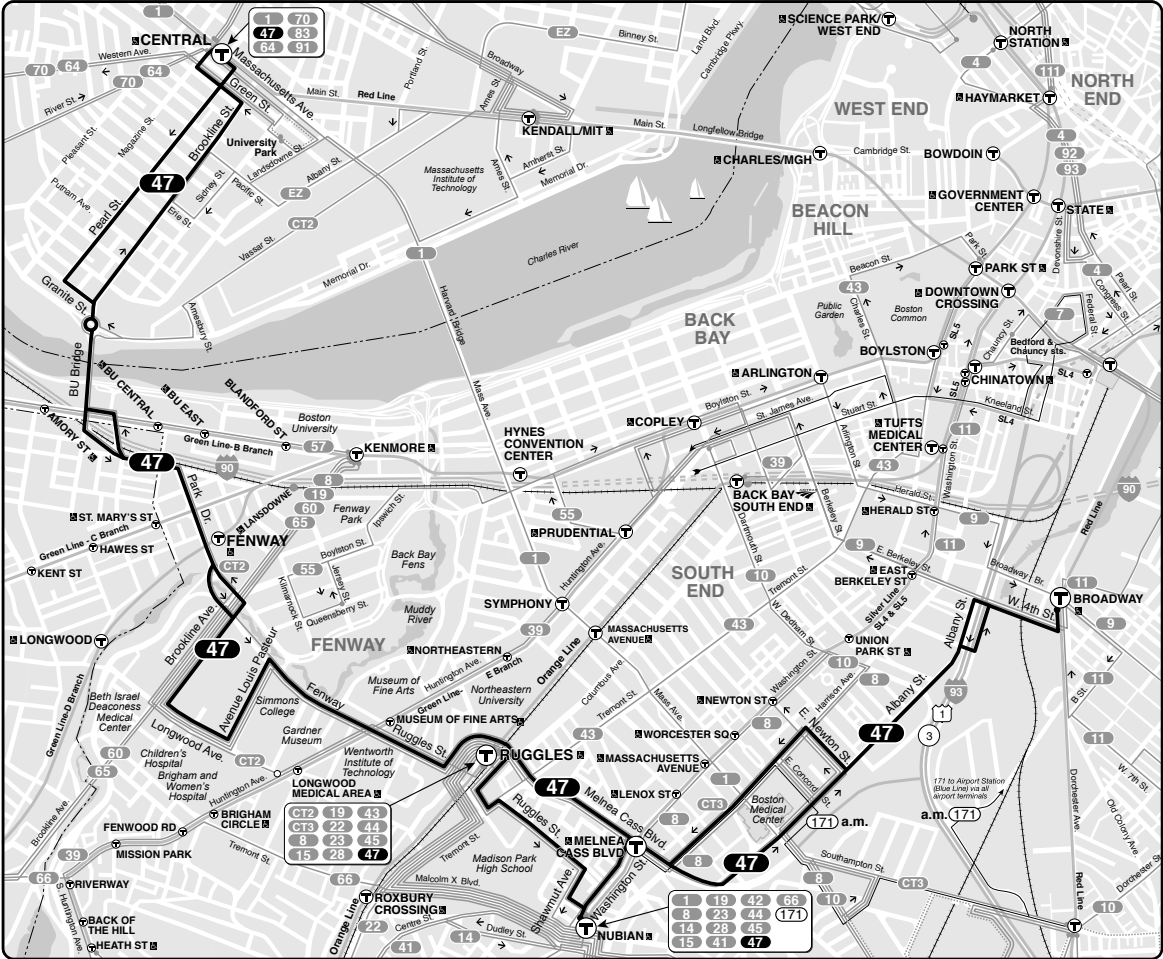 1
1 70
47 83
64 91
CENTRAL
Western Ave.
70
64
64
70
River St.
Massachusetts Ave.
Green St.
Main St.
Red Line
Portland St.
Broadway
EZ
Binney St.
Land Blvd.
Cambridge Pkwy.
SCIENCE PARK/
WEST END
NORTH
STATION
4
111
NORTH
END
HAYMARKET
WEST END
Ames St.
KENDALL/MIT
Main St.
Longfellow Bridge
CHARLES/MGH
Cambridge St.
BOWDOIN
4
92
93
Pleasant St.
Magazine St.
Brookline St.
University
Park
Landsdowne St.
Sidney St.
Pacific St.
Albany St.
Massachusetts
Institute of
Technology
Ames St.
Amherst St.
Memorial Dr.
GOVERNMENT
CENTER
STATE
47
Putnam Ave.
Pearl St.
Erie St.
EZ
CT2
Vassar St.
BEACON
HILL
Park St.
Devonshire St.
Charles River
1
Memorial Dr.
Beacon St.
PARK ST
4
Pearl St.
Congress St.
Federal St.
Granite St.
Amesbury St.
Harvard Bridge
43
Charles St.
Public
Garden
Boston
Common
DOWNTOWN
CROSSING
7
BACK
BAY
SL5
Chauncy St.
Bedford &
Chauncy sts.
BOYLSTON
BU Bridge
Mass Ave.
ARLINGTON
CHINATOWN
SL4
SL5
BU CENTRAL
BU EAST
BLANDFORD ST
AMORY ST
Boylston St.
St. James Ave.
Stuart St.
Kneeland St.
SL4
Boston
University
57
Green Line-B Branch
KENMORE
HYNES
CONVENTION
CENTER
COPLEY
Arlington St.
TUFTS
MEDICAL
CENTER
11
Washington St.
47
90
8
19
60
65
39
43
BACK BAY
SOUTH END
Berkeley St.
Herald St.
HERALD ST
9
90
Red Line
Park Dr.
LANSDOWNE
Fenway
Park
Ipswich St.
55
ST. MARY'S ST
Green Line - C Branch
HAWES ST
KENT ST
FENWAY
CT2
Boylston St.
Back Bay
Fens
PRUDENTIAL
Dartmouth St.
9
11
E. Berkeley St.
Broadway - Br.
55
Jersey St.
Kilmarnock St.
Queensberry St.
1
Huntington Ave.
SOUTH
END
10
Tremont St.
EAST
BERKELEY ST
11
Muddy
River
SYMPHONY
Silver Line
SL4 & SL5
Albany St.
W. 4th St.
BROADWAY
Brookline Ave.
39
43
W. Dedham St.
9
LONGWOOD
47
FENWAY
MASSACHUSETTS
AVENUE
UNION
PARK ST
Avenue Louis Pasteur
NORTHEASTERN
Huntington Ave.
Green Line- E Branch
Orange Line
Washington St.
10
8
Museum of
Fine Arts
Northeastern
University
Columbus Ave.
Harrison Ave.
93
11
B St.
Green Line-D Branch
Beth Israel
Deaconess
Medical
Center
Simmons
College
Fenway
Tremont St.
Mass Ave.
NEWTON ST
Albany St.
1
3
MUSEUM OF FINE ARTS
8
E. Newton St.
47
Gardner
Museum
Ruggles St.
43
WORCESTER SQ
11
Longwood Ave.
60
Children's
Hospital
CT2
Wentworth
Institute of
Technology
RUGGLES
MASSACHUSETTS
AVENUE
E. Concord St.
65
Brigham and
Women's
Hospital
Huntington Ave.
LONGWOOD
MEDICAL AREA
47
1
171 to Airport Station
(Blue Line) via all
airport terminals
W. 7th St.
LENOX ST
CT3
Boston
Medical
Center
Melnea Cass Blvd.
CT2 19 43
CT3 22 44
8 23 45
15 28 47
BRIGHAM
CIRCLE
Ruggles St.
8
171 a.m.
a.m. 171
Dorchester Ave.
Old Colony Ave.
Brookline Ave.
FENWOOD RD
MELNEA
CASS BLVD
Tremont St.
MISSION PARK
Tremont St.
Madison Park
High School
8
47
Southampton St.
39
66
RIVERWAY
66
Malcolm X Blvd.
Shawmut Ave.
Washington St.
8
CT3
Dorchester St.
S. Huntington Ave.
ROXBURY
CROSSING
1 19 42 66
8 23 44 171
14 28 45
15 41 47
10
Red Line
10
BACK OF
THE HILL
22
Centre St.
Orange Line
HEATH ST
41
14
Dudley St.
NUBIAN